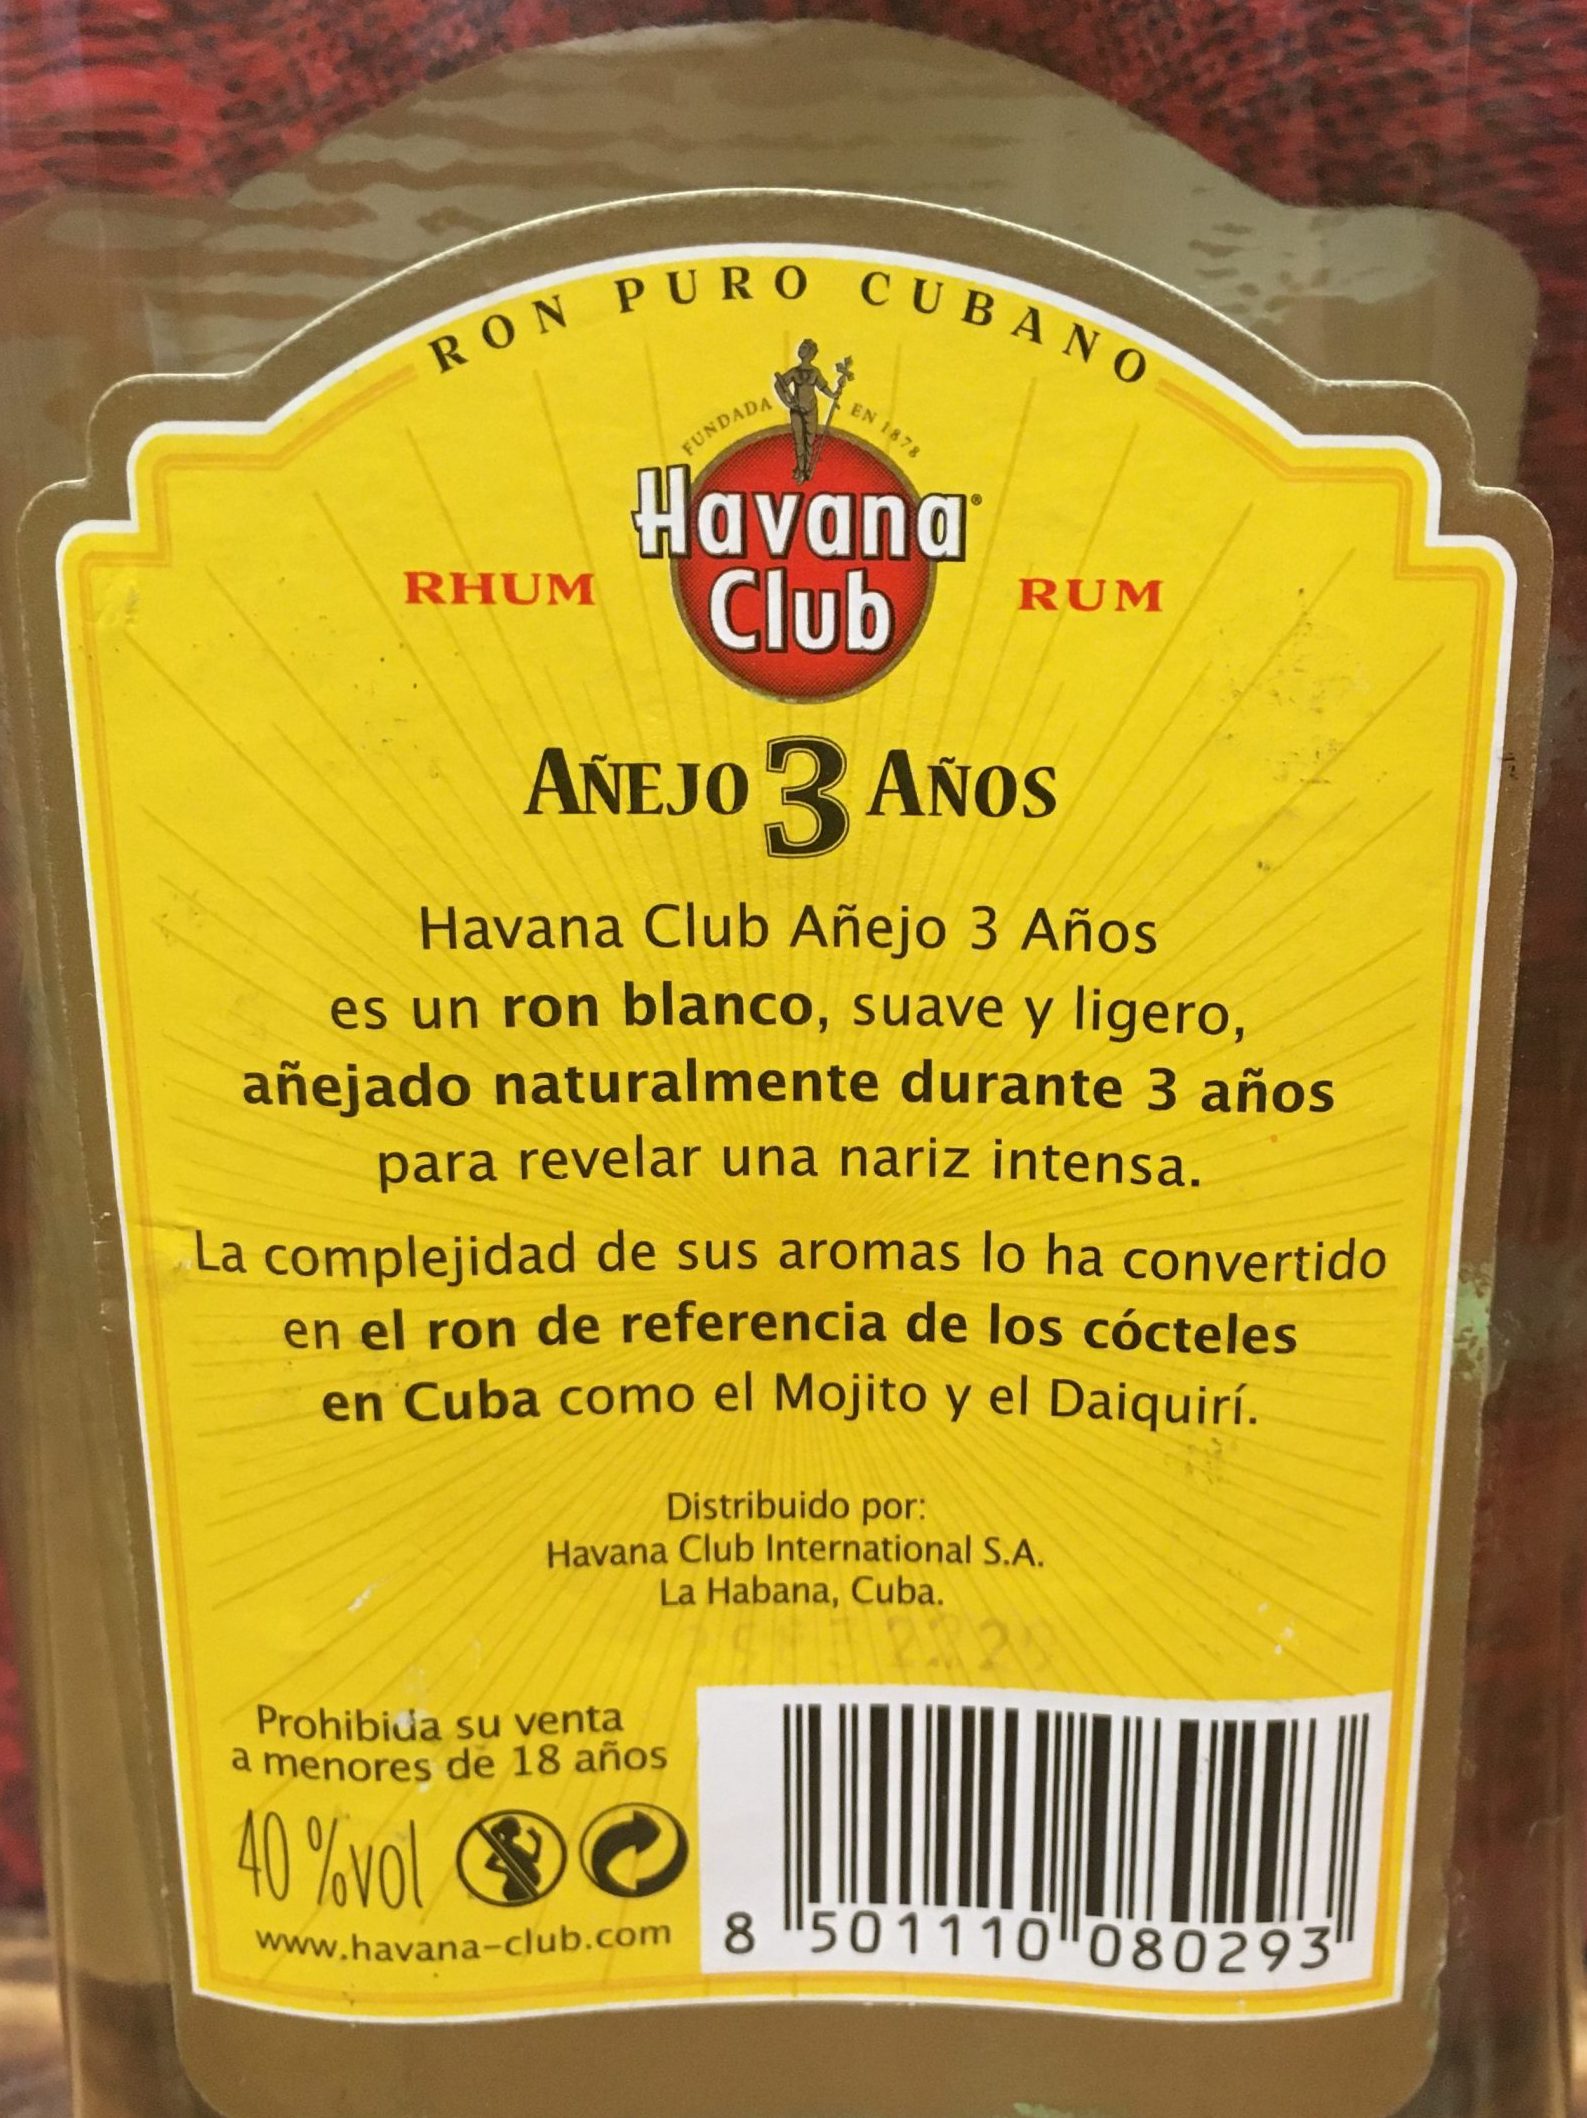 RON PURO CUBANO
FUNDADA EN 1878
Havana
Club
RHUM
RUM
AÑEJO 3 AÑOS
Havana Club Añejo 3 Años
es un ron blanco, suave y ligero,
añejado naturalmente durante 3 años
para revelar una nariz intensa.
La complejidad de sus aromas lo ha convertido
en el ron de referencia de los cócteles
en Cuba como el Mojito y el Daiquirí.
Distribuido por:
Havana Club International S.A.
La Habana, Cuba.
Prohibida su venta
a menores de 18 años
40 %vol
www.havana-club.com
8 501110 080293